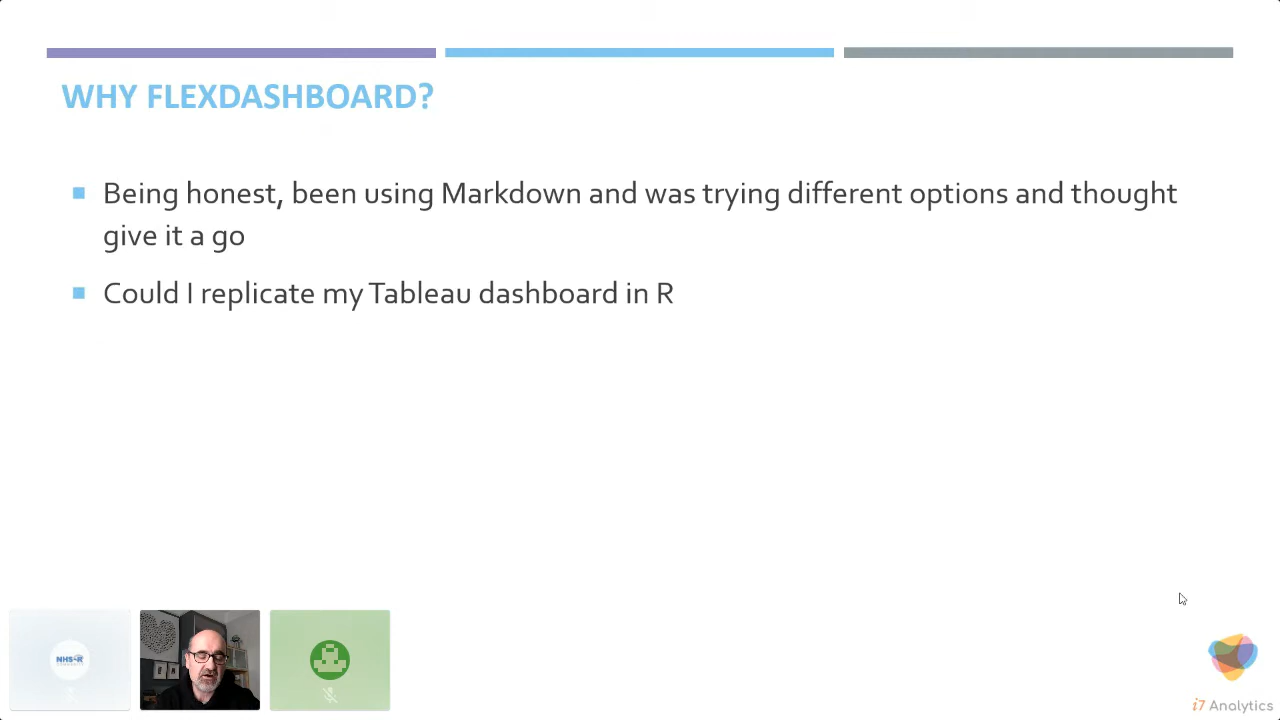 WHY FLEXDASHBOARD?
Being honest, been using Markdown and was trying different options and thought
give it a go
Could I replicate my Tableau dashboard in R
NHS-R
i7 Analytics